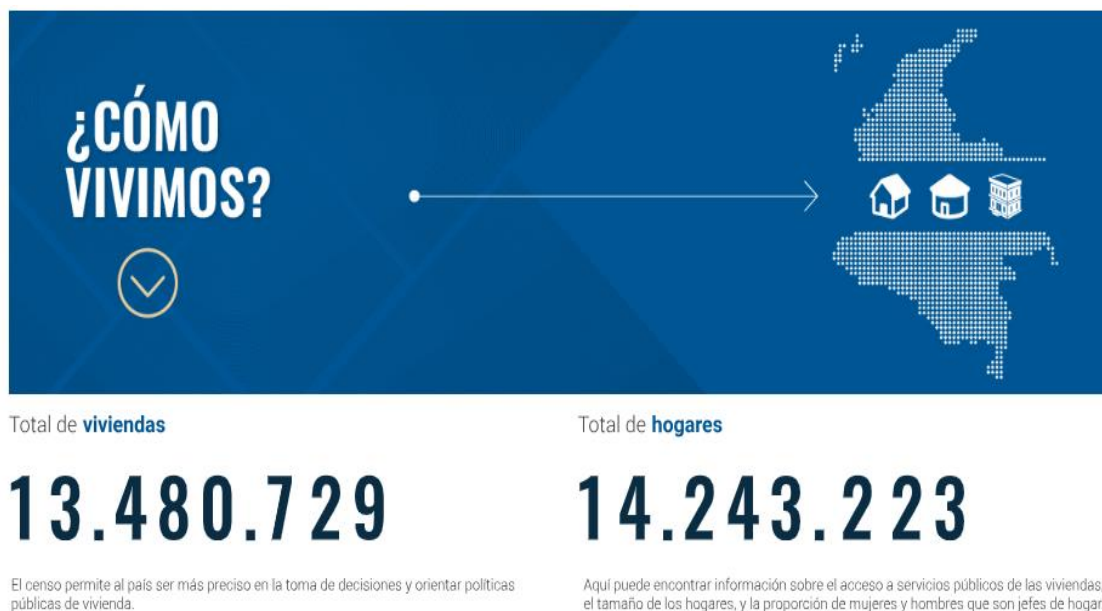 ¿CÓMO
VIVIMOS?
Total de viviendas
Total de hogares
13.480.729
14.243.223
El censo permite al país ser más preciso en la toma de decisiones y orientar políticas
públicas de vivienda.
Aquí puede encontrar información sobre el acceso a servicios públicos de las viviendas,
el tamaño de los hogares, y la proporción de mujeres y hombres que son jefes de hogar